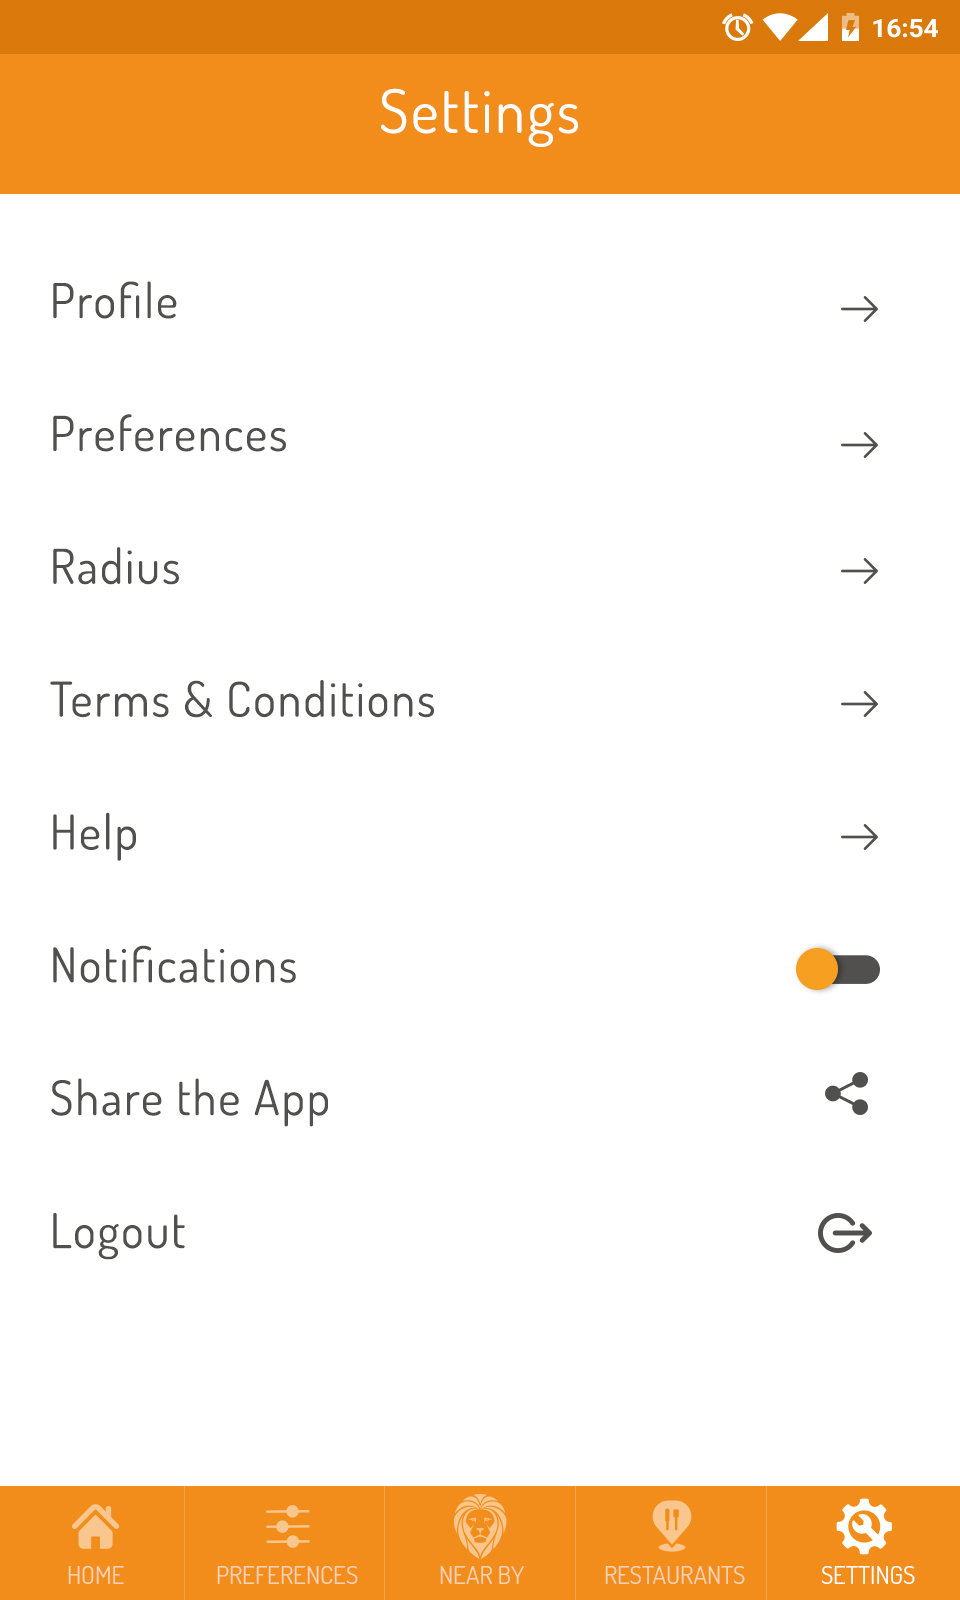 16:54
Settings
Profile
Preferences
Radius
Terms & Conditions
Help
Notifications
Share the App
Logout
HOME
PREFERENCES
NEAR BY
RESTAURANTS
SETTINGS